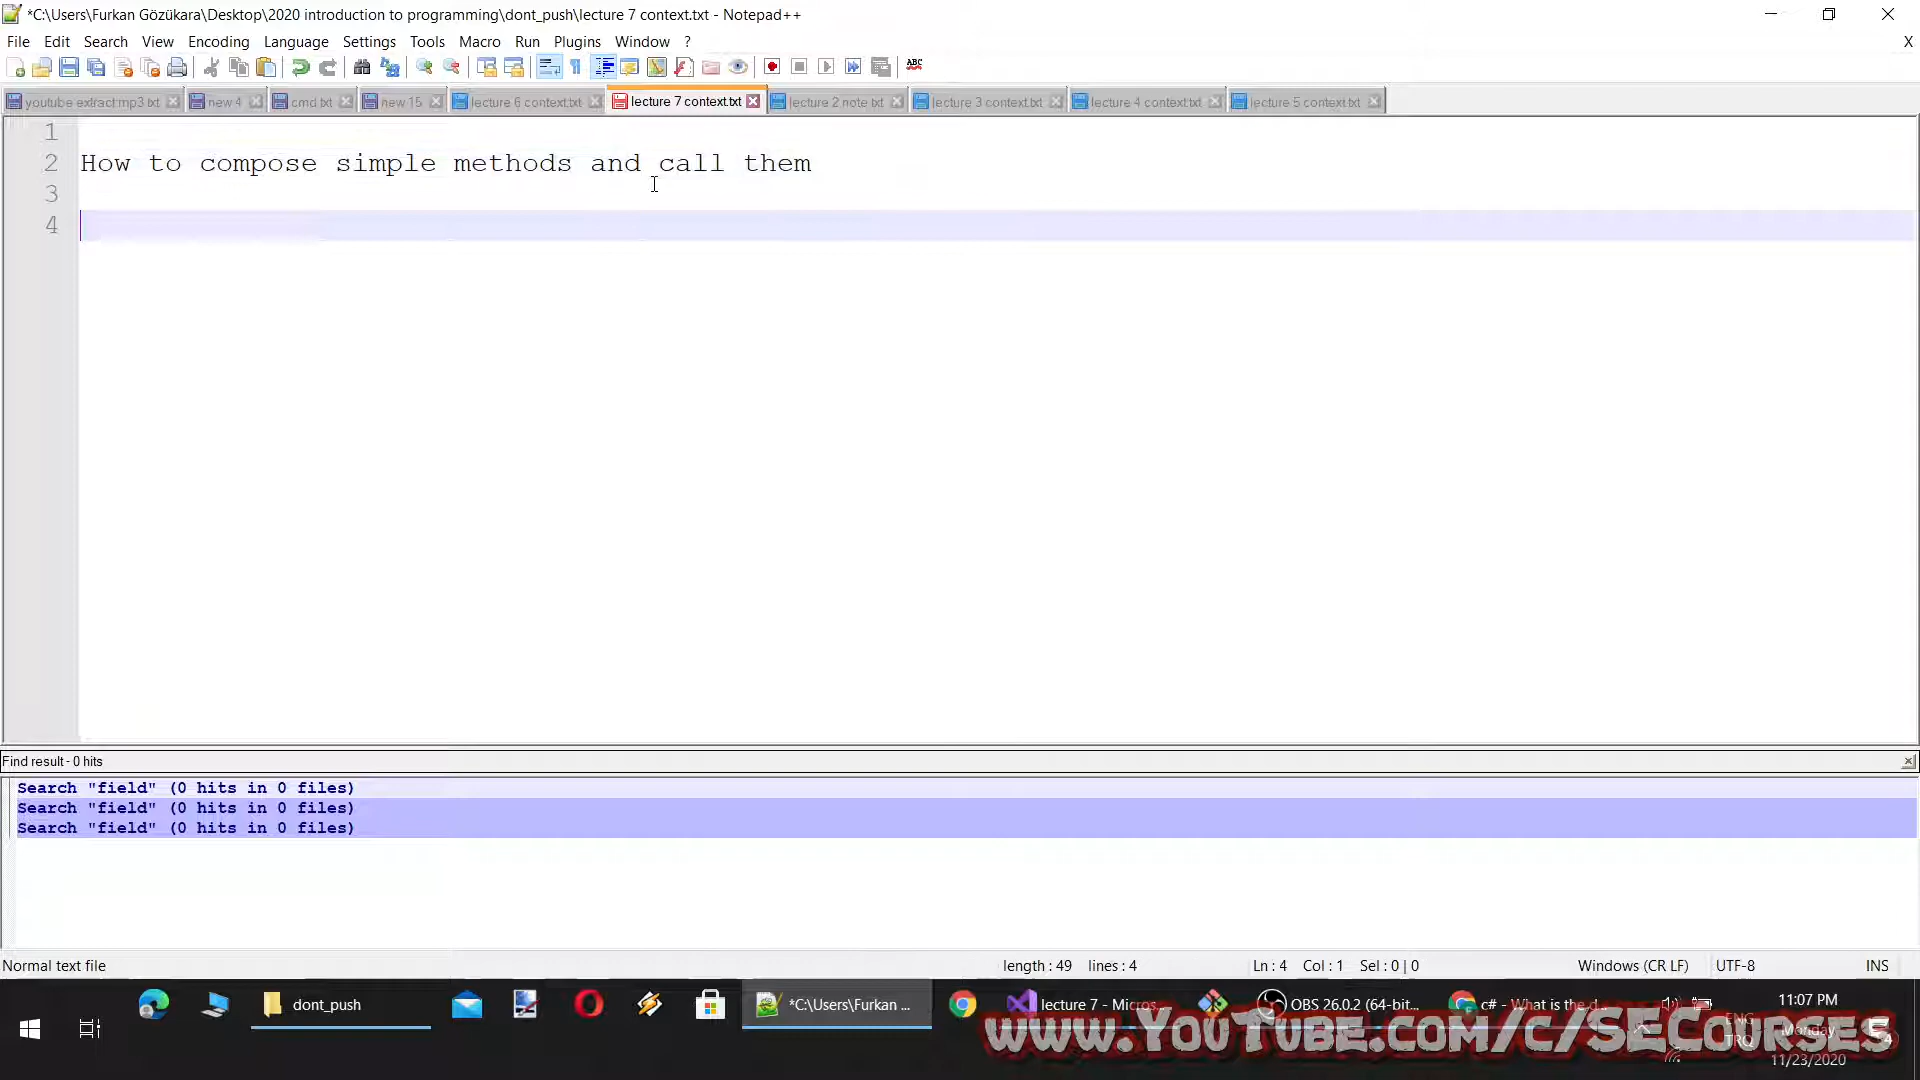 *C:\Users\Furkan Gözükara\Desktop\2020 introduction to programming\dont_push\lecture 7 context.txt - Notepad++
File Edit Search View Encoding Language Settings Tools Macro Run Plugins Window ? X
ABC
youtube extract mp3.txt new 4 cmd.txt new 15 lecture 6 context.txt lecture 7 context.txt lecture 2 note.txt lecture 3 context.txt lecture 4 context.txt lecture 5 context.txt
1
2 How to compose simple methods and call them
3
4
Find result - 0 hits
Search "field" (0 hits in 0 files)
Search "field" (0 hits in 0 files)
Search "field" (0 hits in 0 files)
Normal text file length : 49 lines : 4 Ln : 4 Col : 1 Sel : 0 | 0 Windows (CR LF) UTF-8 INS
dont_push *C:\Users\Furkan ... lecture 7 - Micros... OBS 26.0.2 (64-bit... c# - What is the d... 11:07 PM
ENG Monday
TRQ 11/23/2020
www.YouTube.com/c/SECourses